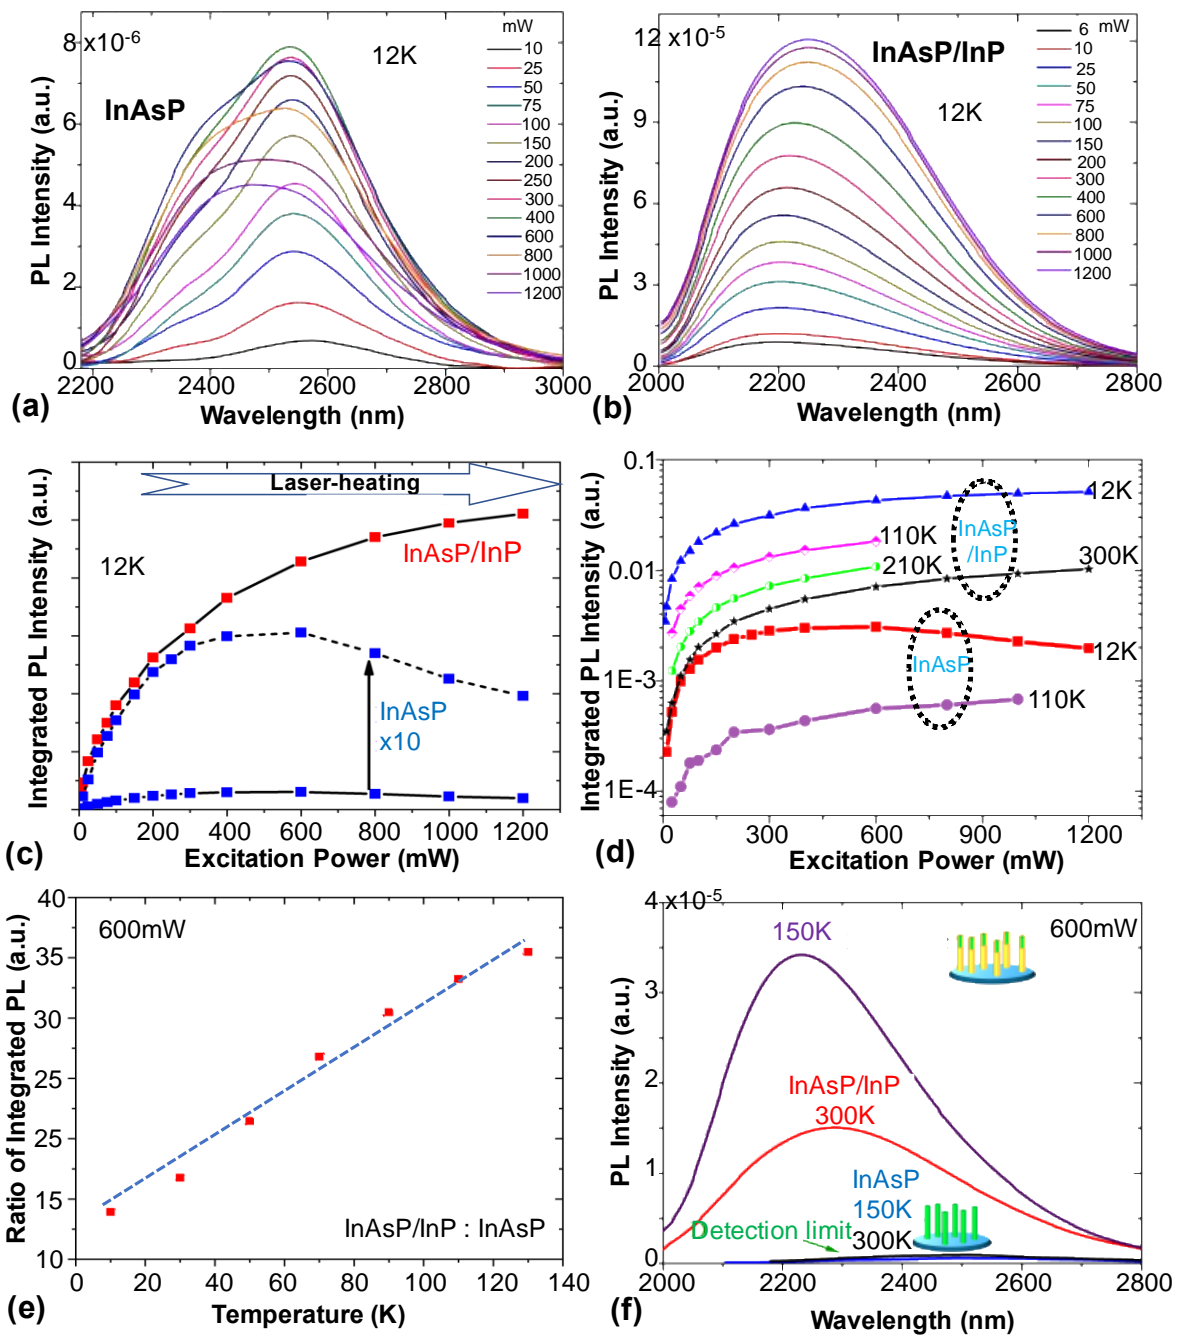 8
x10-6
12K
InAsP
mW
10
25
50
75
100
150
200
250
300
400
600
800
1000
1200
6
4
2
0
PL Intensity (a.u.)
2200
2400
2600
2800
3000
Wavelength (nm)
(a)
12
x10-5
InAsP/InP
12K
mW
6
10
25
50
75
100
150
200
300
400
600
800
1000
1200
9
6
3
0
PL Intensity (a.u.)
2000
2200
2400
2600
2800
Wavelength (nm)
(b)
Laser-heating
12K
InAsP/InP
InAsP
x10
Integrated PL Intensity (a.u.)
0
200
400
600
800
1000
1200
Excitation Power (mW)
(c)
0.1
0.01
1E-3
1E-4
12K
InAsP
/InP
110K
210K
300K
InAsP
12K
110K
Integrated PL Intensity (a.u.)
0
300
600
900
1200
Excitation Power (mW)
(d)
40
35
30
25
25
15
10
600mW
InAsP/InP : InAsP
Ratio of Integrated PL (a.u.)
0
20
40
60
80
100
120
140
Temperature (K)
(e)
4
x10-5
150K
600mW
3
2
1
0
InAsP/InP
300K
InAsP
150K
Detection limit
300K
PL Intensity (a.u.)
2000
2200
2400
2600
2800
Wavelength (nm)
(f)